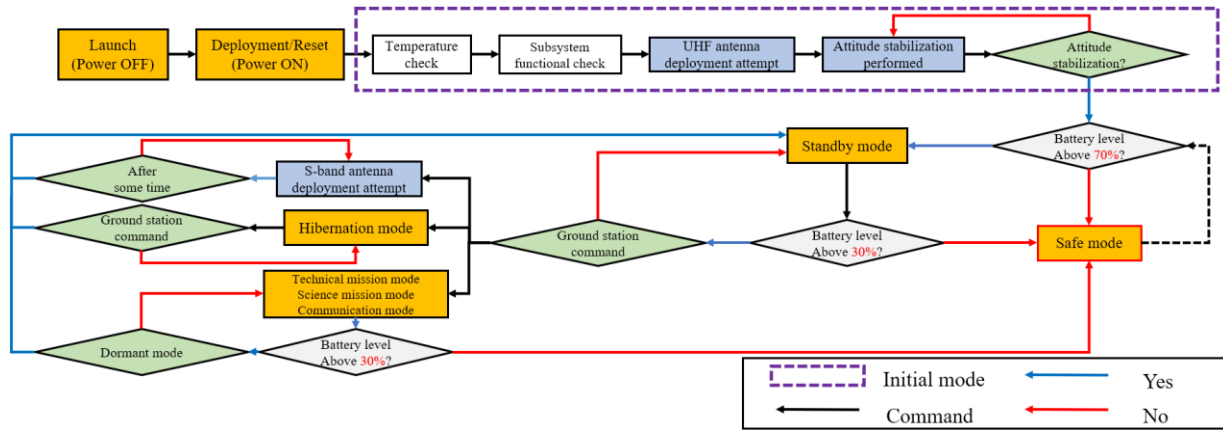 Launch
(Power OFF)
Deployment/Reset
(Power ON)
Temperature
check
Subsystem
functional check
UHF antenna
deployment attempt
Attitude stabilization
performed
Attitude
stabilization?
After
some time
S-band antenna
deployment attempt
Standby mode
Battery level
Above 70%?
Ground station
command
Hibernation mode
Ground station
command
Battery level
Above 30%?
Safe mode
Technical mission mode
Science mission mode
Communication mode
Dormant mode
Battery level
Above 30%?
Initial mode
Yes
Command
No